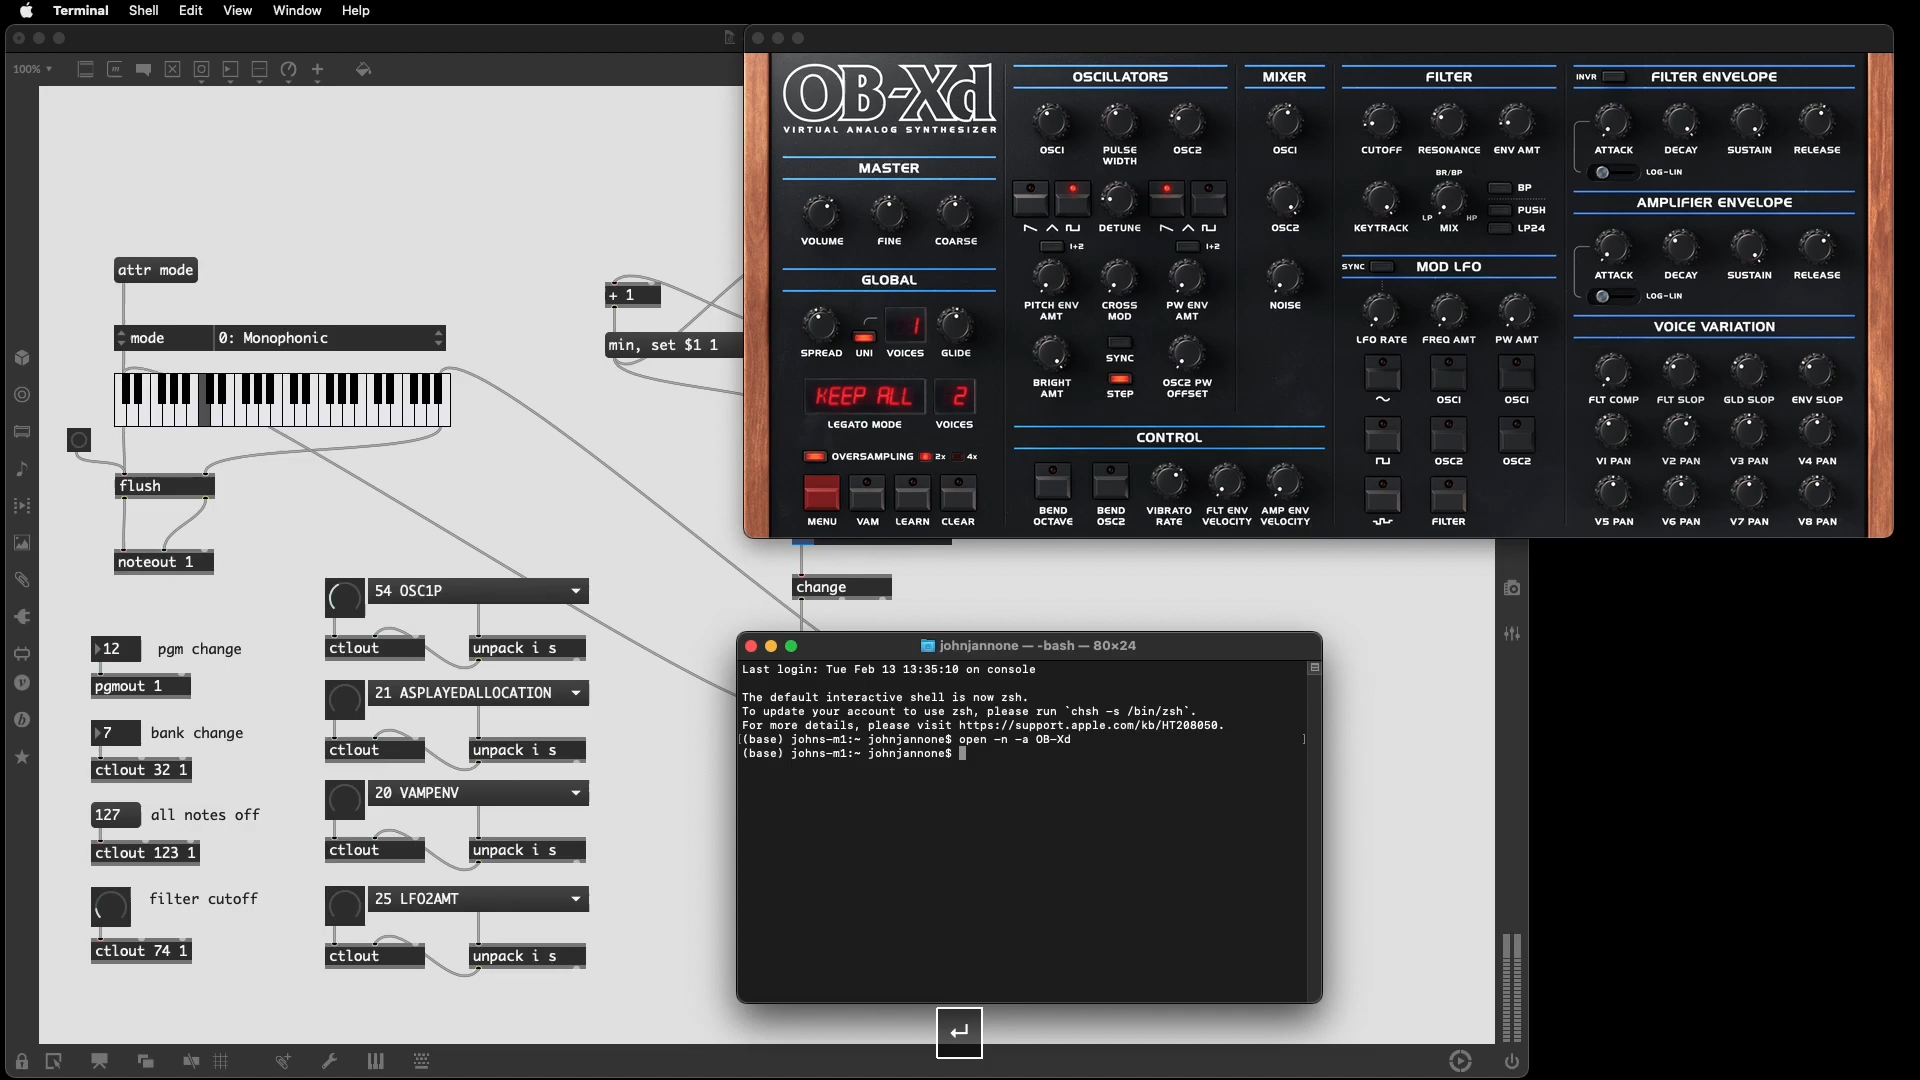 Terminal Shell Edit View Window Help
100%
attr mode
mode 0: Monophonic
flush
noteout 1
12 pgm change
pgmout 1
7 bank change
ctlout 32 1
127 all notes off
ctlout 123 1
filter cutoff
ctlout 74 1
54 OSC1P
ctlout unpack i s
21 ASPLAYEDALLOCATION
ctlout unpack i s
20 VAMPENV
ctlout unpack i s
25 LFO2AMT
ctlout unpack i s
+ 1
min, set $1 1
change
OB-Xd
VIRTUAL ANALOG SYNTHESIZER
MASTER
VOLUME FINE COARSE
GLOBAL
1
SPREAD UNI VOICES GLIDE
KEEP ALL 2
LEGATO MODE VOICES
OVERSAMPLING 2x 4x
MENU VAM LEARN CLEAR
OSCILLATORS
OSC1 PULSE WIDTH OSC2
DETUNE
1+2 1+2
PITCH ENV AMT CROSS MOD PW ENV AMT
SYNC
BRIGHT AMT STEP OSC2 PW OFFSET
MIXER
OSC1
OSC2
NOISE
CONTROL
BEND OCTAVE BEND OSC2 VIBRATO RATE FLT ENV VELOCITY AMP ENV VELOCITY
FILTER
CUTOFF RESONANCE ENV AMT
BR/BP
BP
PUSH
LP HP
KEYTRACK MIX LP24
SYNC MOD LFO
LFO RATE FREQ AMT PW AMT
OSC1 OSC1
OSC2 OSC2
FILTER
INVR FILTER ENVELOPE
ATTACK DECAY SUSTAIN RELEASE
LOG-LIN
AMPLIFIER ENVELOPE
ATTACK DECAY SUSTAIN RELEASE
LOG-LIN
VOICE VARIATION
FLT COMP FLT SLOP GLD SLOP ENV SLOP
V1 PAN V2 PAN V3 PAN V4 PAN
V5 PAN V6 PAN V7 PAN V8 PAN
johnjannone — -bash — 80×24
Last login: Tue Feb 13 13:35:10 on console
The default interactive shell is now zsh.
To update your account to use zsh, please run `chsh -s /bin/zsh`.
For more details, please visit https://support.apple.com/kb/HT208050.
[(base) johns-m1:~ johnjannone$ open -n -a OB-Xd ]
(base) johns-m1:~ johnjannone$